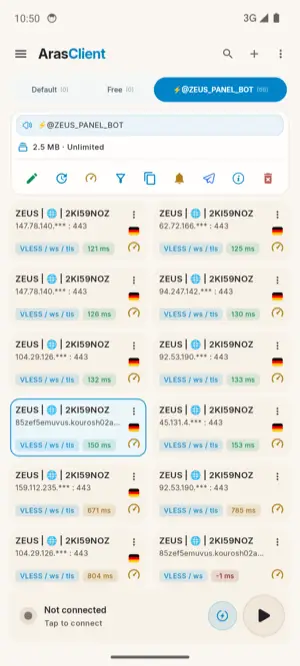 10:50 3G
ArasClient
Default (0) Free (0) ⚡@ZEUS_PANEL_BOT
⚡@ZEUS_PANEL_BOT
2.5 MB · Unlimited
ZEUS | 🌐 | 2KI59NOZ
147.78.140.*** : 443
VLESS / ws / tls 121 ms
ZEUS | 🌐 | 2KI59NOZ
62.72.166.*** : 443
VLESS / ws / tls 125 ms
ZEUS | 🌐 | 2KI59NOZ
147.78.140.*** : 443
VLESS / ws / tls 126 ms
ZEUS | 🌐 | 2KI59NOZ
94.247.142.*** : 443
VLESS / ws / tls 130 ms
ZEUS | 🌐 | 2KI59NOZ
104.29.126.*** : 443
VLESS / ws / tls 132 ms
ZEUS | 🌐 | 2KI59NOZ
92.53.190.*** : 443
VLESS / ws / tls 133 ms
ZEUS | 🌐 | 2KI59NOZ
85zef5emuvus.kourosh02a...
VLESS / ws / tls 150 ms
ZEUS | 🌐 | 2KI59NOZ
45.131.4.*** : 443
VLESS / ws / tls 153 ms
ZEUS | 🌐 | 2KI59NOZ
159.112.235.*** : 443
VLESS / ws / tls 671 ms
ZEUS | 🌐 | 2KI59NOZ
92.53.190.*** : 443
VLESS / ws / tls 765 ms
ZEUS | 🌐 | 2KI59NOZ
104.29.126.*** : 443
VLESS / ws / tls 804 ms
ZEUS | 🌐 | 2KI59NOZ
85zef5emuvus.kourosh02a...
VLESS / ws -1 ms
Not connected
Tap to connect